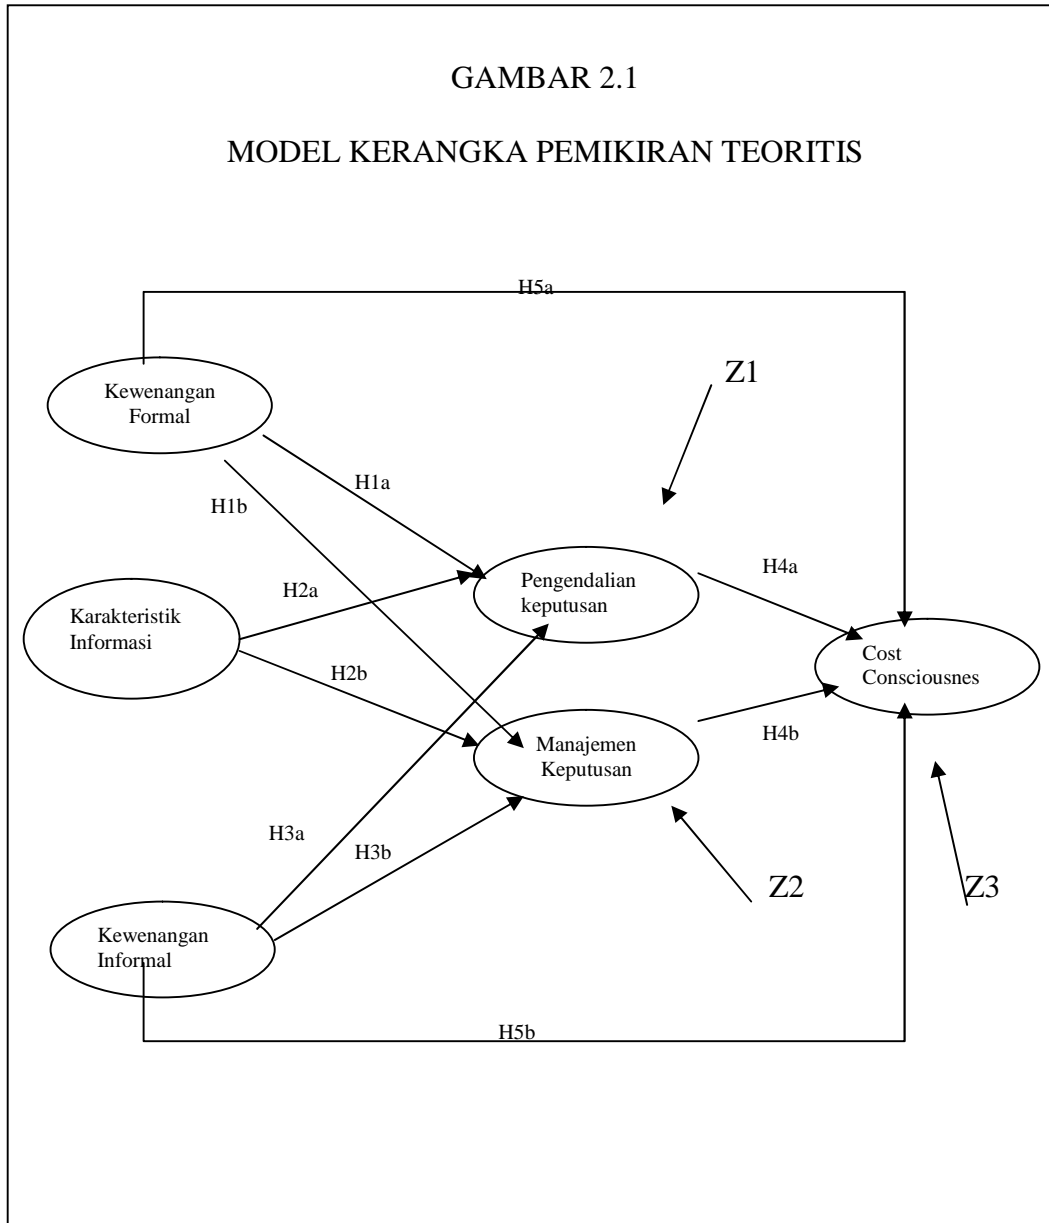 GAMBAR 2.1
MODEL KERANGKA PEMIKIRAN TEORITIS
H5a
Z1
Kewenangan
Formal
H1a
H1b
H4a
Pengendalian
keputusan
H2a
Karakteristik
Informasi
Cost
Consciousnes
H2b
H4b
Manajemen
Keputusan
H3a
H3b
Z2
Z3
Kewenangan
Informal
H5b